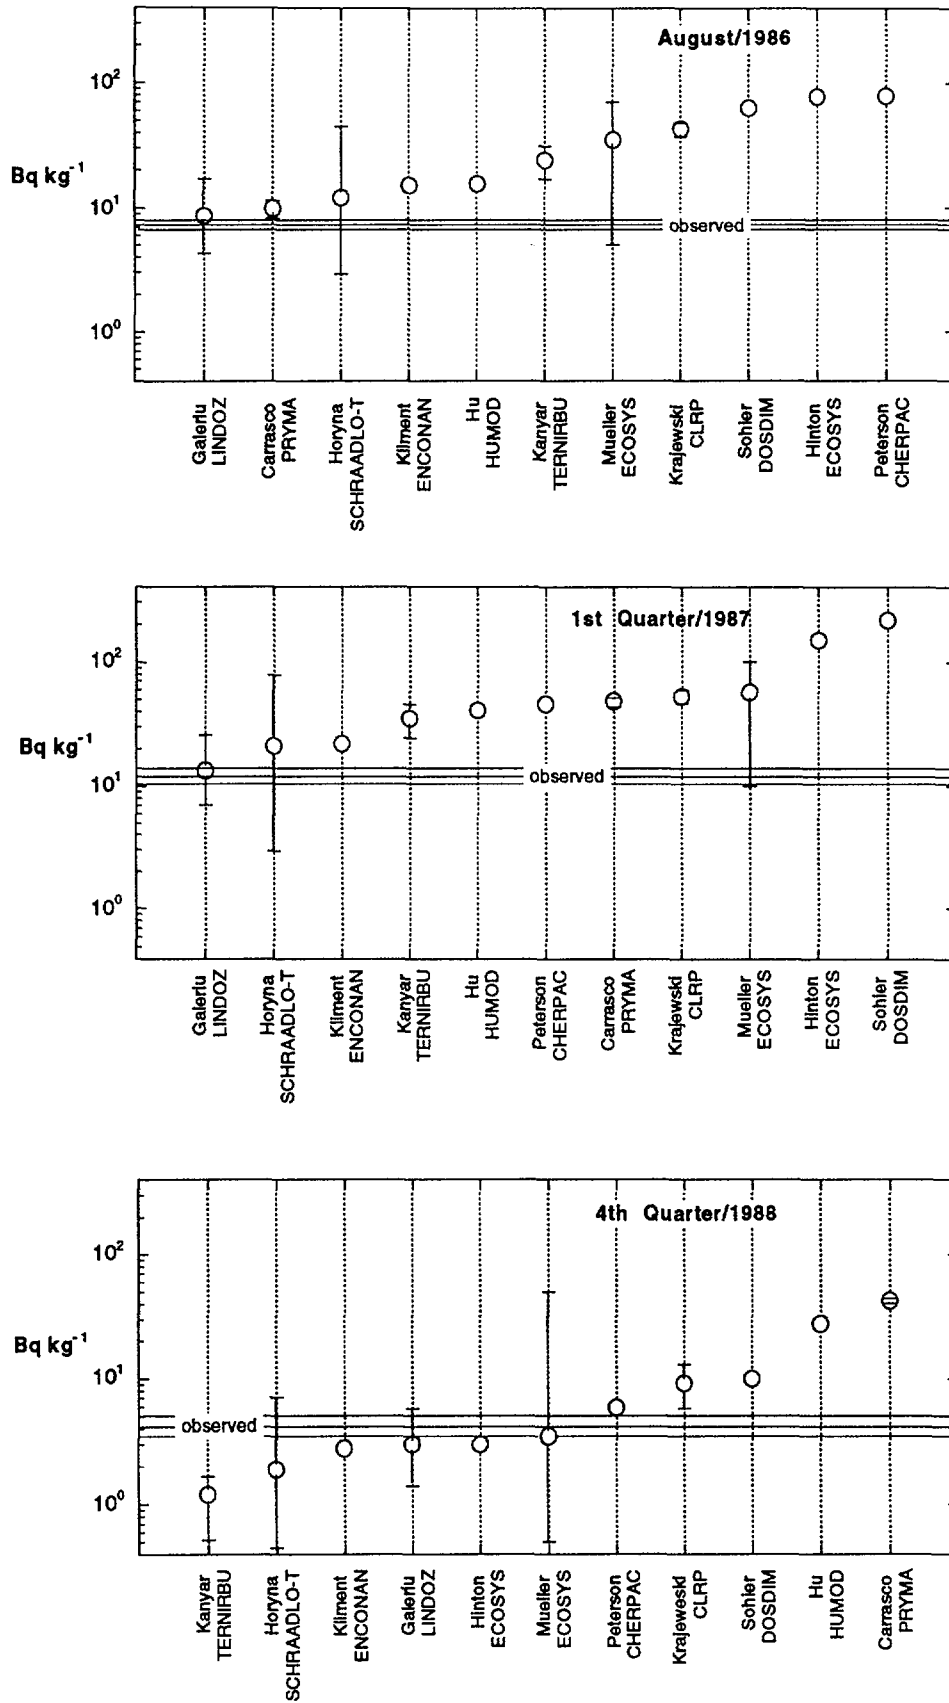 August/1986
10²
Bq kg⁻¹
10¹
observed
10⁰
Galeriu
LINDOZ
Carrasco
PRYMA
Horyna
SCHRAADLO-T
Kliment
ENCONAN
Hu
HUMOD
Kanyar
TERNIRBU
Mueller
ECOSYS
Krajewski
CLRP
Sohier
DOSDIM
Hinton
ECOSYS
Peterson
CHERPAC
1st Quarter/1987
10²
Bq kg⁻¹
observed
10¹
10⁰
Galeriu
LINDOZ
Horyna
SCHRAADLO-T
Kliment
ENCONAN
Kanyar
TERNIRBU
Hu
HUMOD
Peterson
CHERPAC
Carrasco
PRYMA
Krajewski
CLRP
Mueller
ECOSYS
Hinton
ECOSYS
Sohier
DOSDIM
4th Quarter/1988
10²
Bq kg⁻¹
10¹
observed
10⁰
Kanyar
TERNIRBU
Horyna
SCHRAADLO-T
Kliment
ENCONAN
Galeriu
LINDOZ
Hinton
ECOSYS
Mueller
ECOSYS
Peterson
CHERPAC
Krajeweski
CLRP
Sohier
DOSDIM
Hu
HUMOD
Carrasco
PRYMA